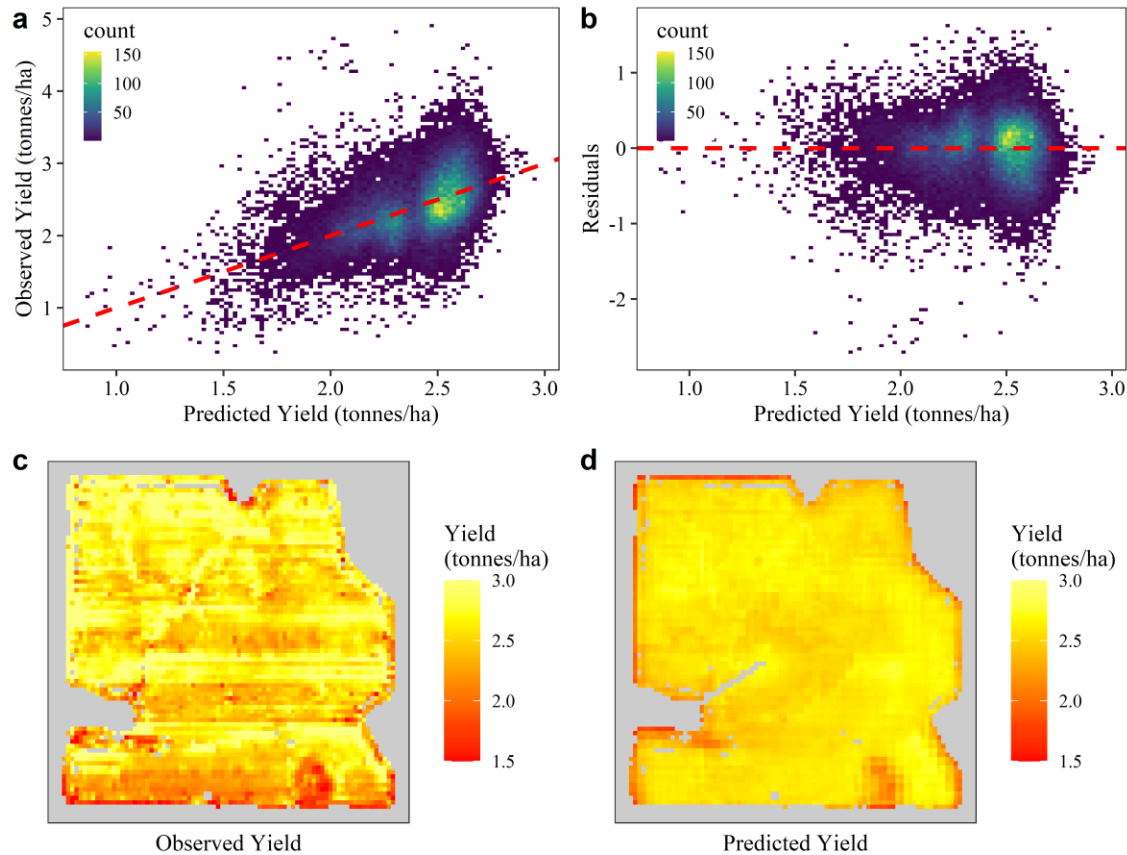 a
count
150
100
50
5
4
3
2
1
Observed Yield (tonnes/ha)
1.0 1.5 2.0 2.5 3.0
Predicted Yield (tonnes/ha)
b
count
150
100
50
1
0
-1
-2
Residuals
1.0 1.5 2.0 2.5 3.0
Predicted Yield (tonnes/ha)
c
Yield
(tonnes/ha)
3.0
2.5
2.0
1.5
Observed Yield
d
Yield
(tonnes/ha)
3.0
2.5
2.0
1.5
Predicted Yield